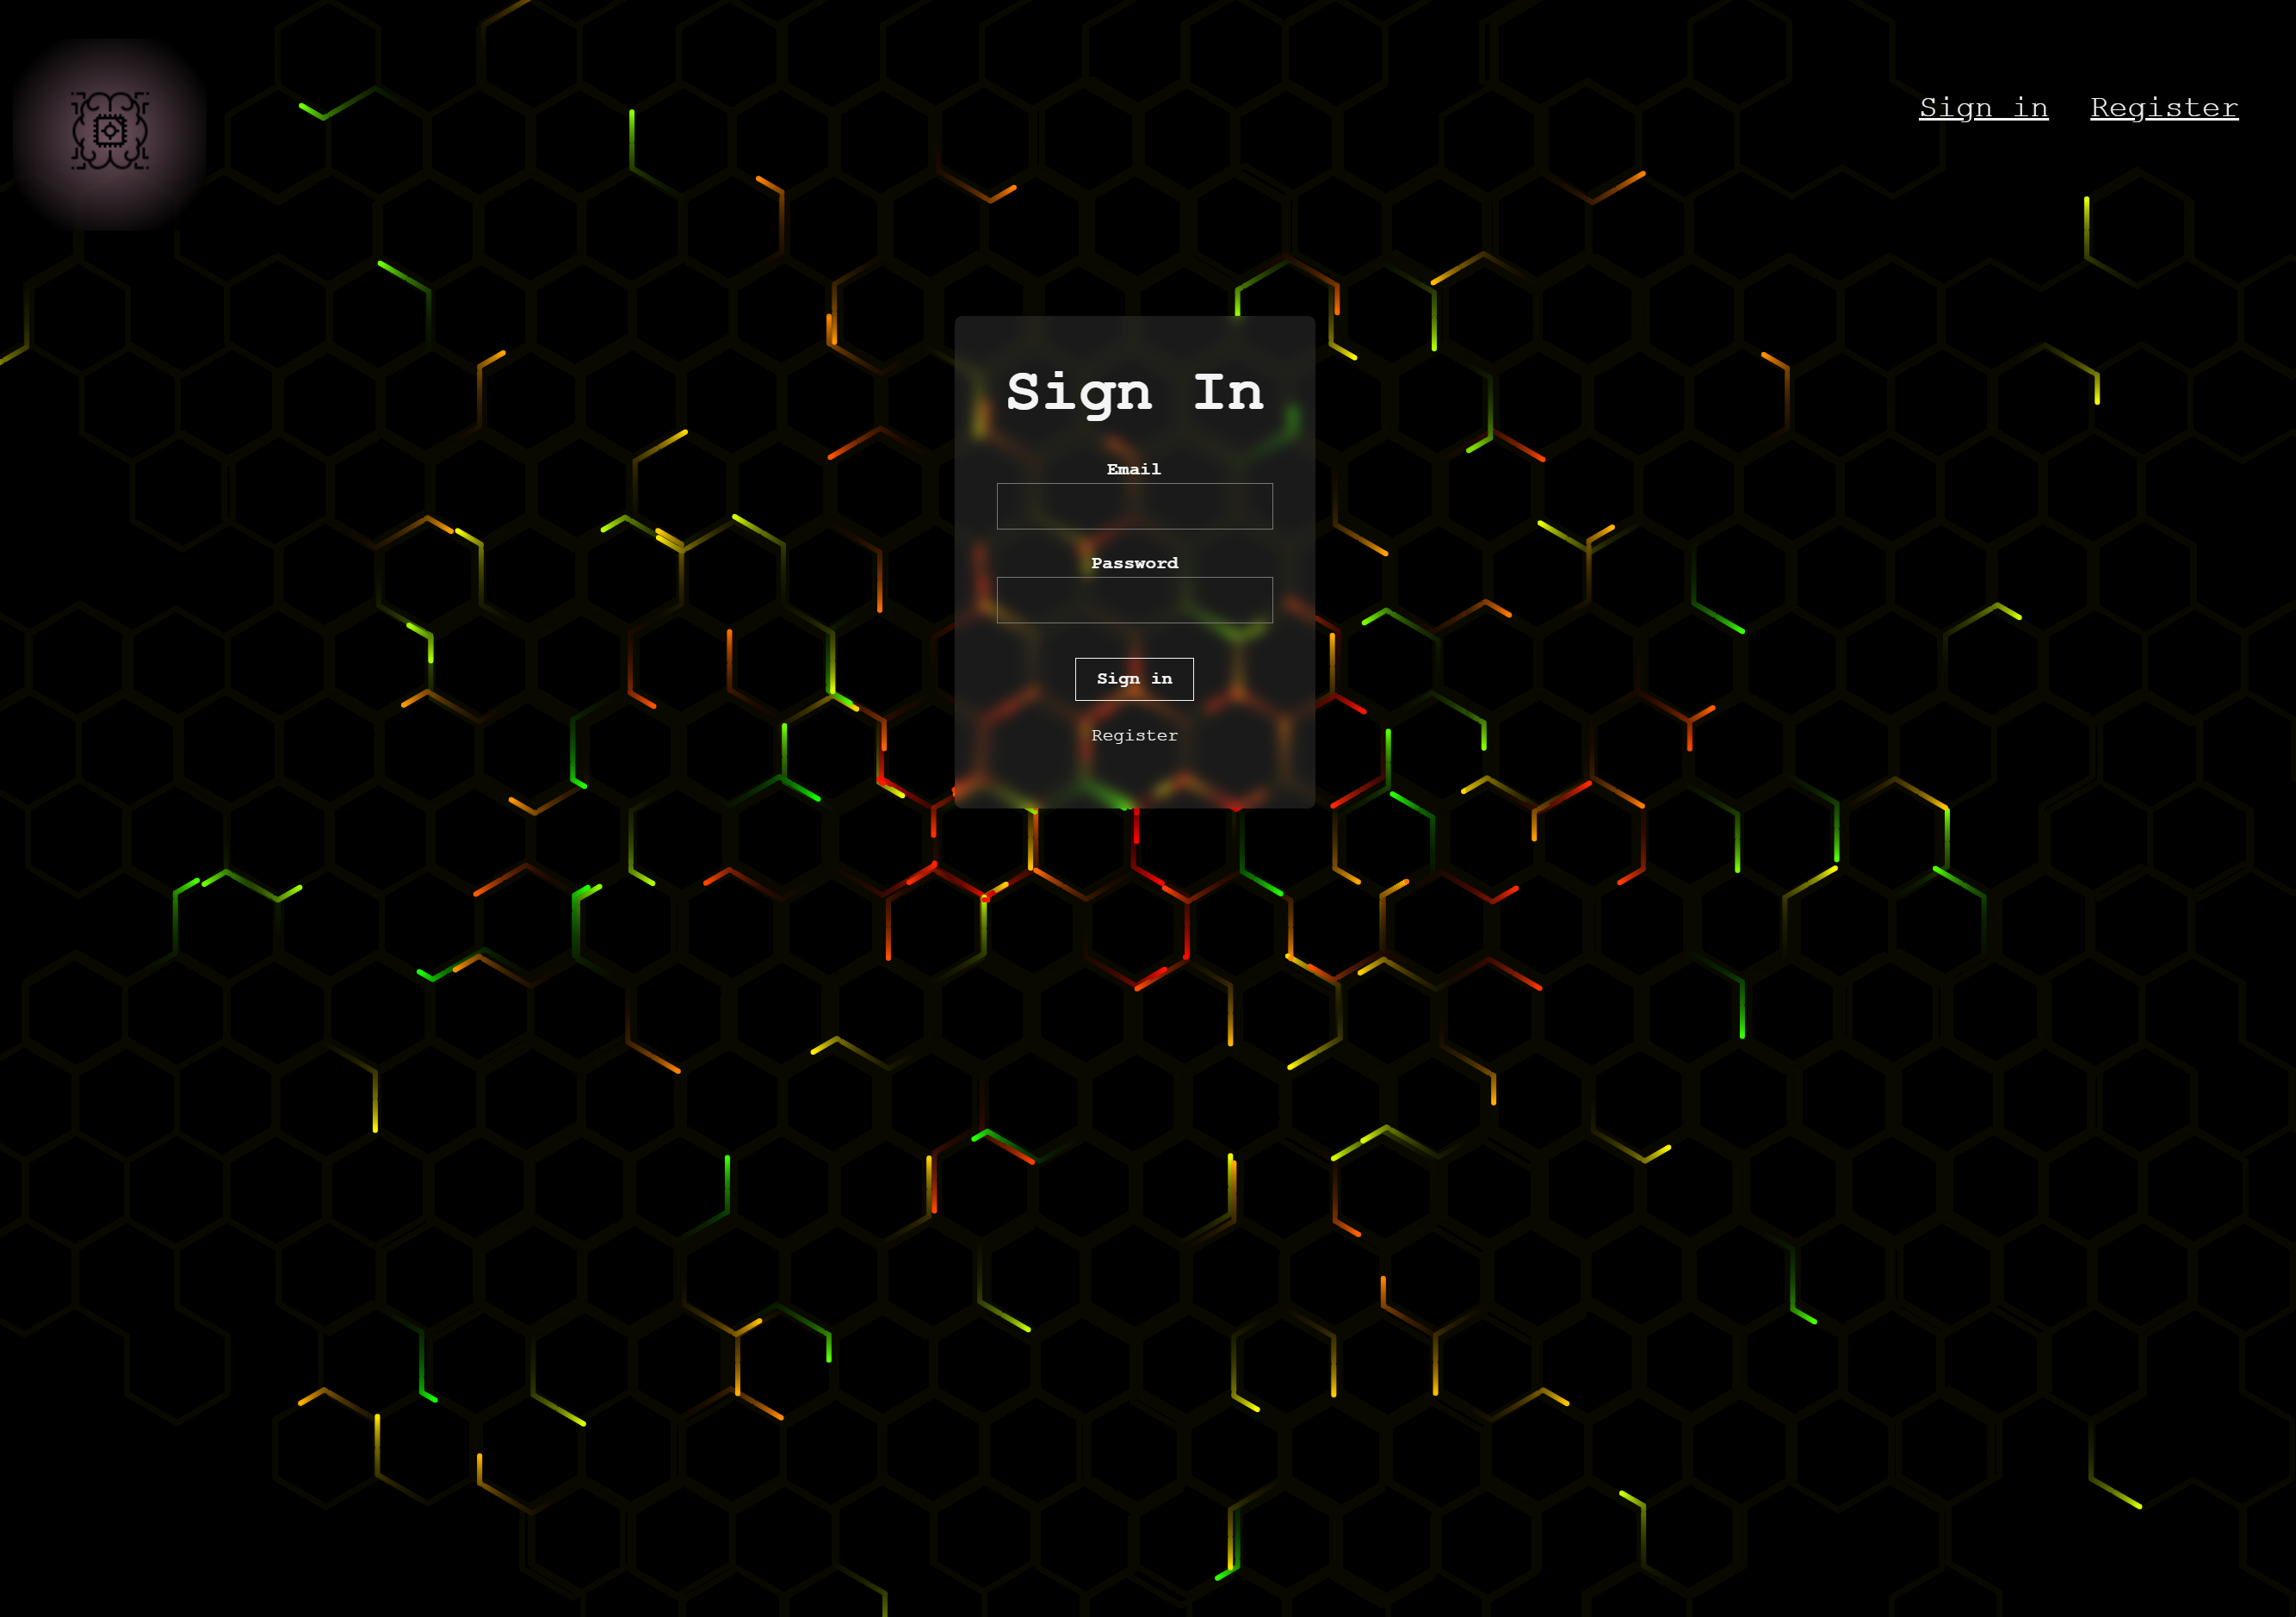 Sign in Register
Sign In
Email
Password
Sign in
Register